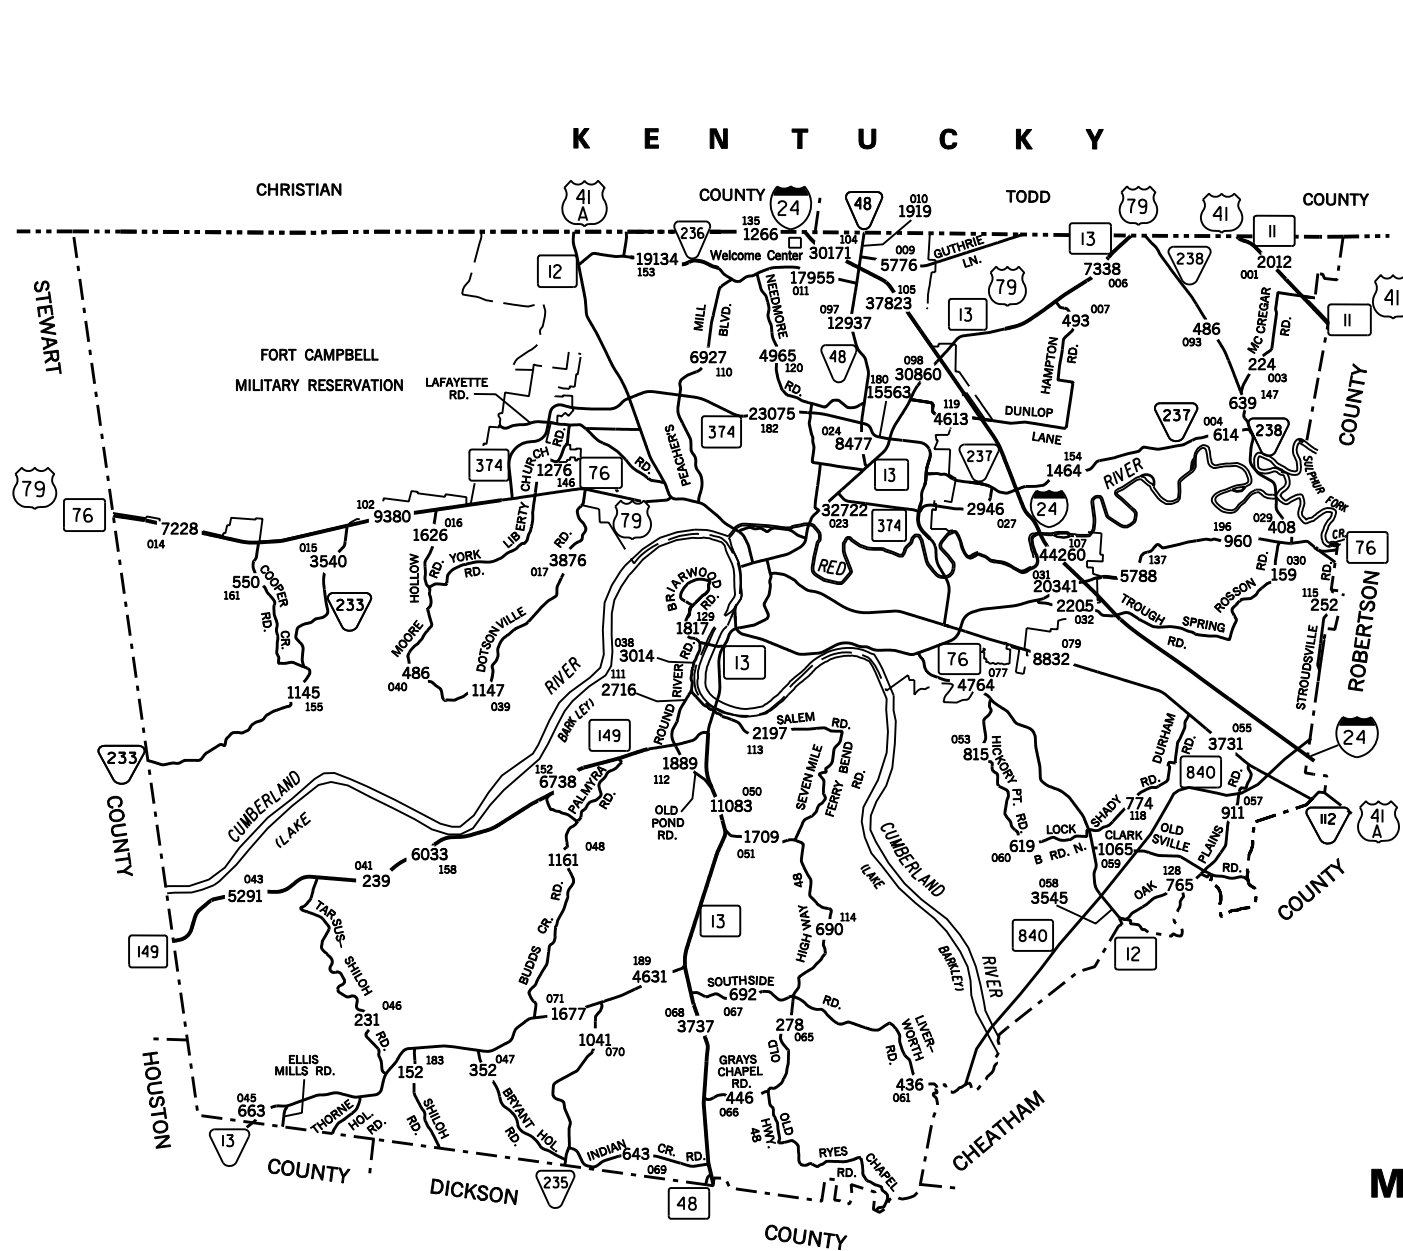 K E N T U C K Y
CHRISTIAN
41
A
COUNTY
24
48
010
1919
TODD
79
41
COUNTY
135
1266
236
104
30171
Welcome Center
009
5776
GUTHRIE
LN.
13
11
12
19134
153
17955
011
105
37823
7338
006
238
001
2012
41
STEWART
NEEDMORE
79
13
11
MILL
BLVD.
097
12937
007
493
486
093
MC CREGAR
RD.
FORT CAMPBELL
MILITARY RESERVATION
6927
110
4965
120
48
098
30860
HAMPTON
RD.
224
003
COUNTY
LAFAYETTE
RD.
RD.
180
15563
147
639
23075
182
119
4613
DUNLOP
LANE
374
024
8477
237
004
614
238
PEACHER'S
CHURCH
RD.
RD.
374
1276
146
76
13
237
154
1464
RIVER
SULPHUR
FORK
CR.
79
76
102
9380
016
79
32722
023
374
2946
027
24
7228
014
1626
LIBERTY
029
408
196
960
76
015
3540
YORK
RD.
HOLLOW
RD.
MOORE
RD.
3876
017
RED
107
44260
137
5788
030
159
RD.
RD.
550
161
COOPER
RD.
CR.
233
BRIARWOOD
RD.
031
20341
2205
032
TROUGH
SPRING
RD.
ROSSON
115
252
ROBERTSON
DOTSONVILLE
129
1817
038
3014
13
079
8832
76
486
040
1147
039
RIVER
111
2716
RD.
RIVER
ROUND
077
4764
STROUDSVILLE
1145
155
BARKLEY)
149
SALEM
RD.
2197
113
053
815
HICKORY PT. RD.
DURHAM
RD.
055
3731
24
233
152
6738
PALMYRA
RD.
1889
112
SEVEN MILE
FERRY BEND
RD.
840
COUNTY
CUMBERLAND
(LAKE
OLD
POND
RD.
050
11083
SHADY
RD.
774
118
RD.
057
911
112
41
A
CUMBERLAND
(LAKE
1709
051
619
060
LOCK
B RD. N.
CLARK
1065
059
OLD
SVILLE
PLAINS
RD.
6033
158
1161
048
043
5291
041
239
48
HIGH WAY
058
3545
OAK
128
765
COUNTY
149
TARSUS-
SHILOH
RD.
BUDDS CR. RD.
13
114
690
840
12
BARKLEY)
RIVER
189
4631
SOUTHSIDE
692
067
RD.
046
231
071
1677
068
3737
278
065
LIVER-
WORTH
RD.
1041
070
OLD
HOUSTON
ELLIS
MILLS RD.
183
152
047
352
GRAYS
CHAPEL
RD.
446
066
436
061
045
663
THORNE
HOL.
RD.
SHILOH
RD.
BRYANT HOL.
RD.
OLD
HWY.
48
CHEATHAM
13
INDIAN
643
069
CR. RD.
RYES
CHAPEL
RD.
COUNTY
DICKSON
235
48
COUNTY
M